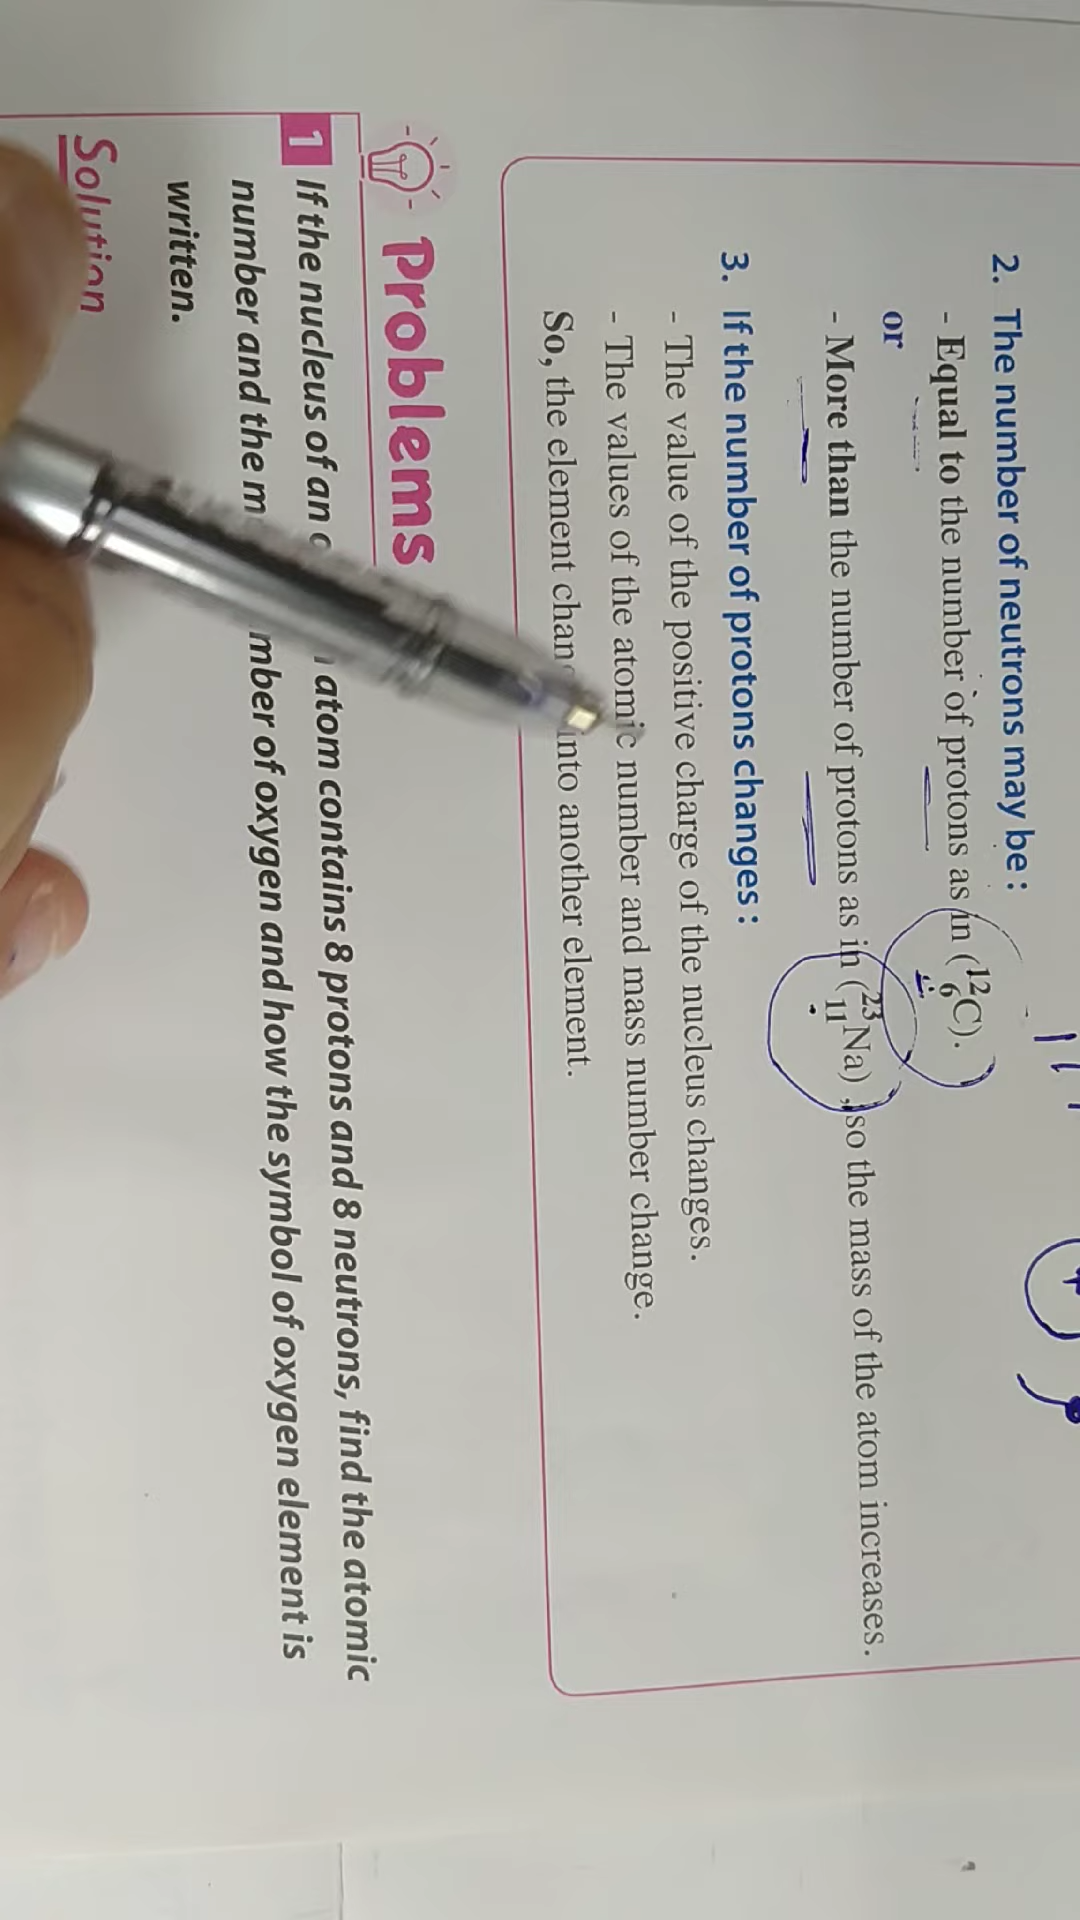 2. The number of neutrons may be :
- Equal to the number of protons as in (¹²₆C).
or
- More than the number of protons as in (²³₁₁Na), so the mass of the atom increases.
3. If the number of protons changes :
- The value of the positive charge of the nucleus changes.
- The values of the atomic number and mass number change.
So, the element chan into another element.
Problems
1 If the nucleus of an atom contains 8 protons and 8 neutrons, find the atomic
number and the m mber of oxygen and how the symbol of oxygen element is
written.
Solution